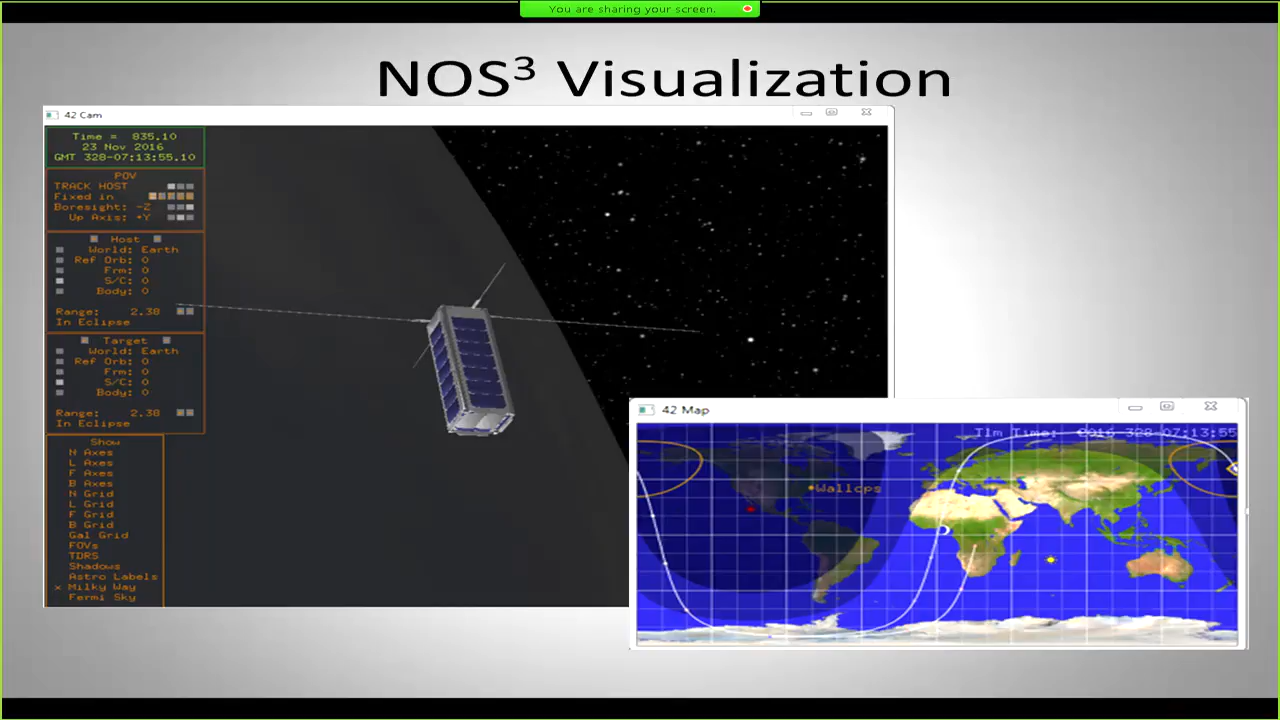 You are sharing your screen.
NOS³ Visualization
42 Cam
Time = 835.10
23 Nov 2016
GMT 328-07:13:55.10
POV
TRACK HOST
Fixed in
Boresight: -Z
Up Axis: +Y
Host
World: Earth
Ref Orb: 0
Frm: 0
S/C: 0
Body: 0
Range: 2.38
In Eclipse
Target
World: Earth
Ref Orb: 0
Frm: 0
S/C: 0
Body: 0
Range: 2.38
In Eclipse
Show
N Axes
L Axes
F Axes
B Axes
N Grid
L Grid
F Grid
B Grid
Gal Grid
FOVs
TDRS
Shadows
Astro Labels
x Milky Way
Fermi Sky
42 Map
Tlm Time: 2016-328-07:13:55
Wallops